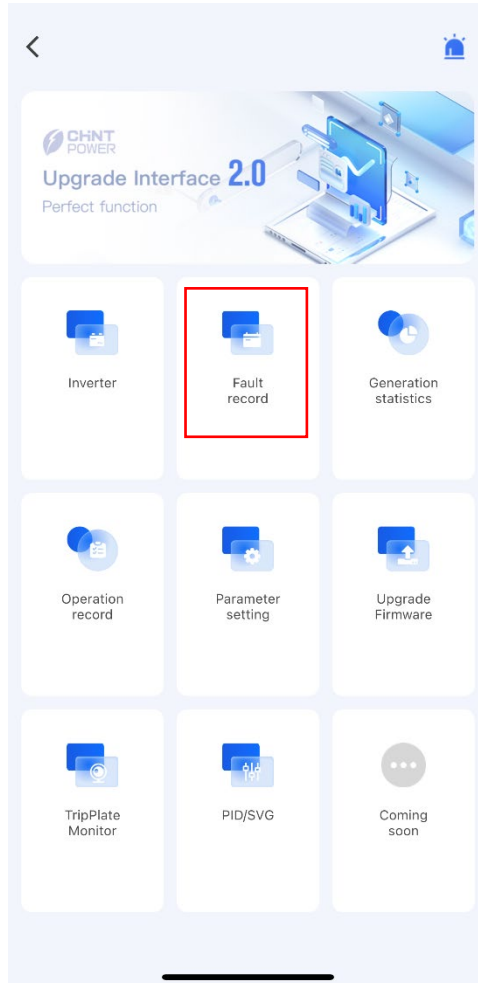 CHNT
POWER
Upgrade Interface 2.0
Perfect function
Inverter
Fault
record
Generation
statistics
Operation
record
Parameter
setting
Upgrade
Firmware
TripPlate
Monitor
PID/SVG
Coming
soon